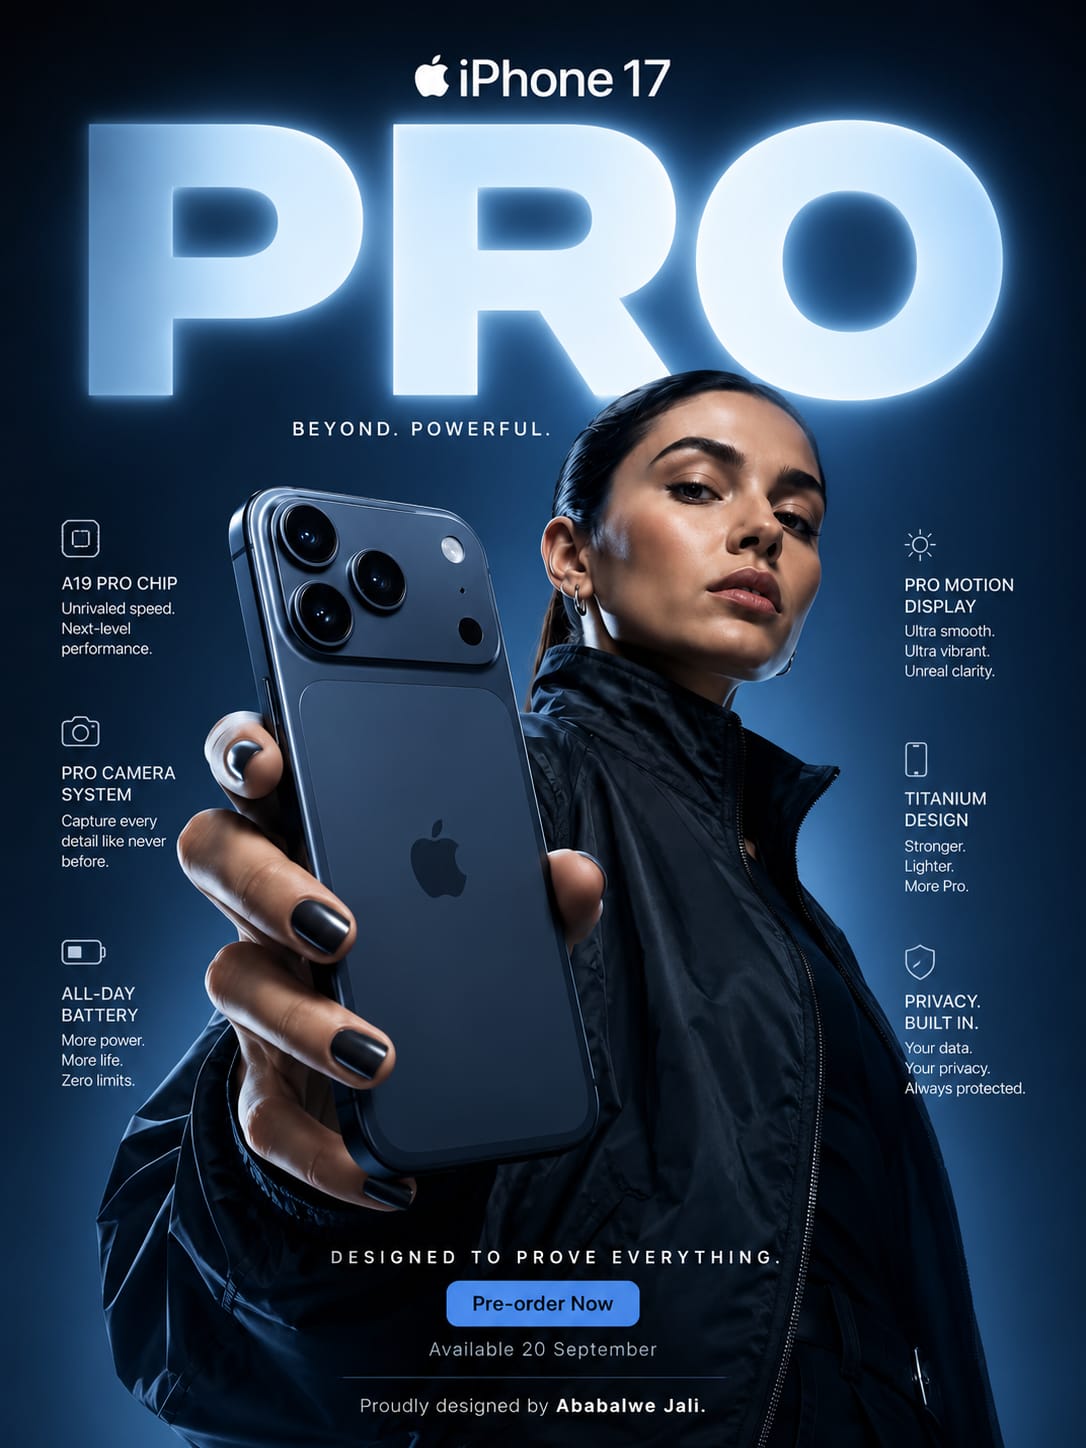 iPhone 17
PRO
BEYOND. POWERFUL.
A19 PRO CHIP
Unrivaled speed.
Next-level
performance.
PRO CAMERA
SYSTEM
Capture every
detail like never
before.
ALL-DAY
BATTERY
More power.
More life.
Zero limits.
PRO MOTION
DISPLAY
Ultra smooth.
Ultra vibrant.
Unreal clarity.
TITANIUM
DESIGN
Stronger.
Lighter.
More Pro.
PRIVACY.
BUILT IN.
Your data.
Your privacy.
Always protected.
DESIGNED TO PROVE EVERYTHING.
Pre-order Now
Available 20 September
Proudly designed by Ababalwe Jali.